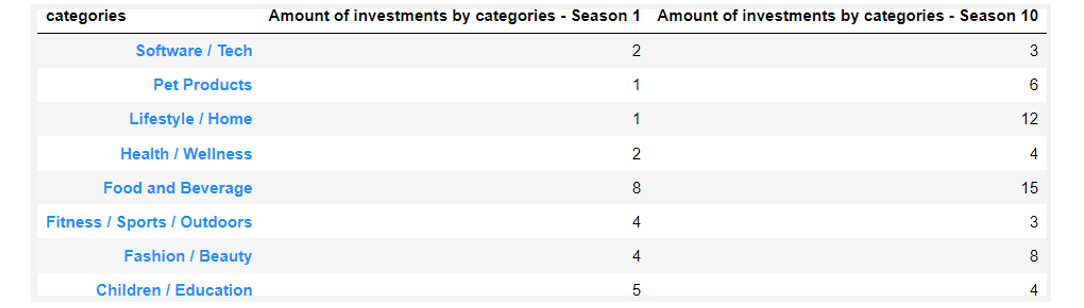 categories Amount of investments by categories - Season 1 Amount of investments by categories - Season 10
Software / Tech 2 3
Pet Products 1 6
Lifestyle / Home 1 12
Health / Wellness 2 4
Food and Beverage 8 15
Fitness / Sports / Outdoors 4 3
Fashion / Beauty 4 8
Children / Education 5 4